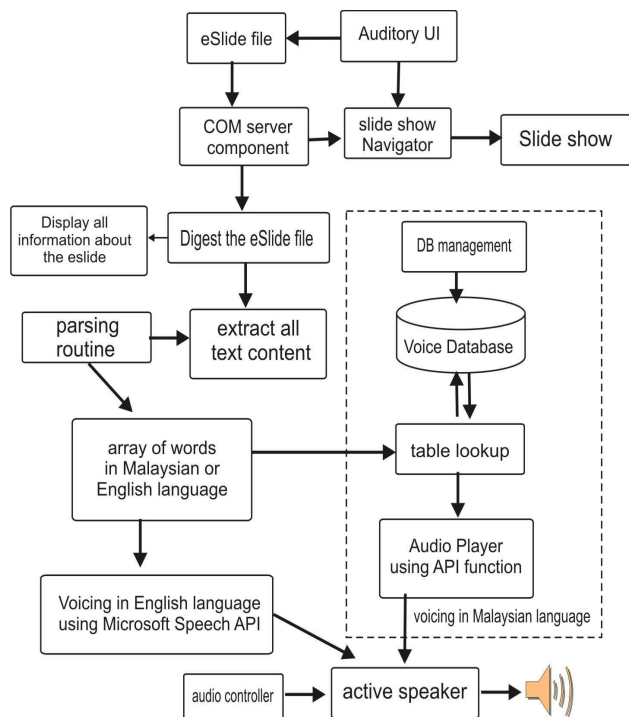 eSlide file
Auditory UI
COM server
component
slide show
Navigator
Slide show
Display all
information about
the eslide
Digest the eSlide file
DB management
parsing
routine
extract all
text content
Voice Database
array of words
in Malaysian or
English language
table lookup
Audio Player
using API function
Voicing in English language
using Microsoft Speech API
voicing in Malaysian language
audio controller
active speaker